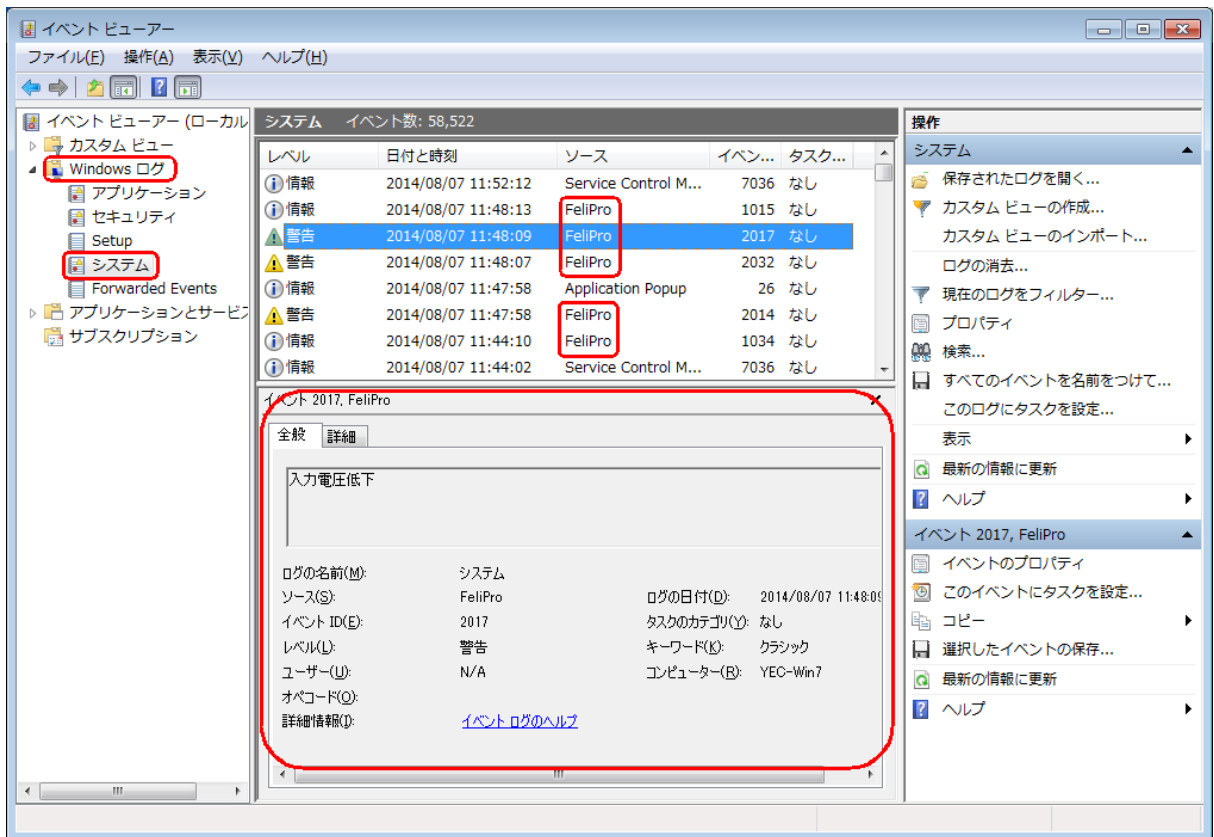 イベント ビューアー
ファイル(F) 操作(A) 表示(V) ヘルプ(H)
イベント ビューアー (ローカル
カスタム ビュー
Windows ログ
アプリケーション
セキュリティ
Setup
システム
Forwarded Events
アプリケーションとサービス
サブスクリプション
システム イベント数: 58,522
レベル 日付と時刻 ソース イベン... タスク...
情報 2014/08/07 11:52:12 Service Control M... 7036 なし
情報 2014/08/07 11:48:13 FeliPro 1015 なし
警告 2014/08/07 11:48:09 FeliPro 2017 なし
警告 2014/08/07 11:48:07 FeliPro 2032 なし
情報 2014/08/07 11:47:58 Application Popup 26 なし
警告 2014/08/07 11:47:58 FeliPro 2014 なし
情報 2014/08/07 11:44:10 FeliPro 1034 なし
情報 2014/08/07 11:44:02 Service Control M... 7036 なし
イベント 2017, FeliPro
全般 詳細
入力電圧低下
ログの名前(M): システム
ソース(S): FeliPro ログの日付(D): 2014/08/07 11:48:09
イベント ID(E): 2017 タスクのカテゴリ(Y): なし
レベル(L): 警告 キーワード(K): クラシック
ユーザー(U): N/A コンピューター(R): YEC-Win7
オペコード(O):
詳細情報(I): イベント ログのヘルプ
操作
システム
保存されたログを開く...
カスタム ビューの作成...
カスタム ビューのインポート...
ログの消去...
現在のログをフィルター...
プロパティ
検索...
すべてのイベントを名前をつけて...
このログにタスクを設定...
表示
最新の情報に更新
ヘルプ
イベント 2017, FeliPro
イベントのプロパティ
このイベントにタスクを設定...
コピー
選択したイベントの保存...
最新の情報に更新
ヘルプ